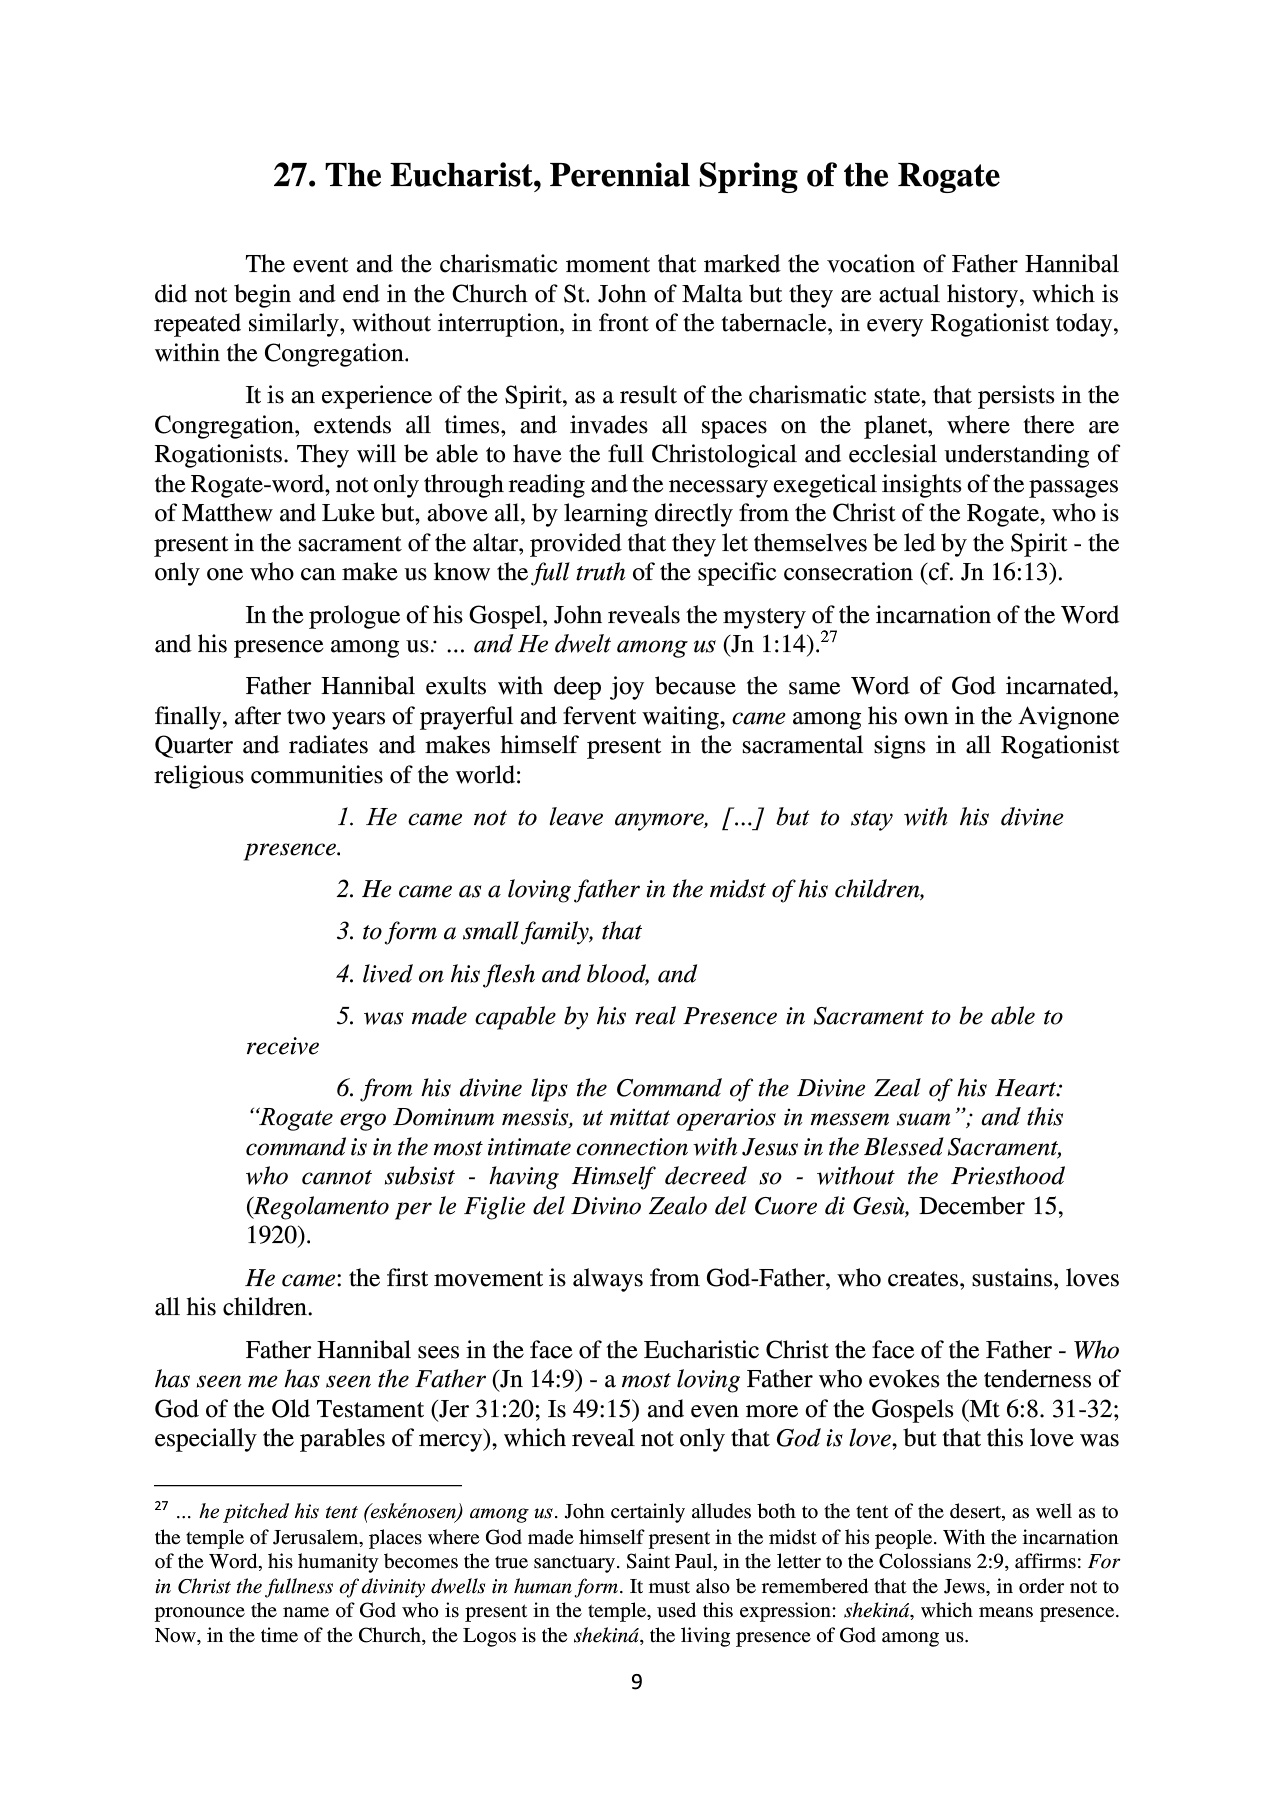 27. The Eucharist, Perennial Spring of the Rogate
The event and the charismatic moment that marked the vocation of Father Hannibal
did not begin and end in the Church of St. John of Malta but they are actual history, which is
repeated similarly, without interruption, in front of the tabernacle, in every Rogationist today,
within the Congregation.
It is an experience of the Spirit, as a result of the charismatic state, that persists in the
Congregation, extends all times, and invades all spaces on the planet, where there are
Rogationists. They will be able to have the full Christological and ecclesial understanding of
the Rogate-word, not only through reading and the necessary exegetical insights of the passages
of Matthew and Luke but, above all, by learning directly from the Christ of the Rogate, who is
present in the sacrament of the altar, provided that they let themselves be led by the Spirit - the
only one who can make us know the full truth of the specific consecration (cf. Jn 16:13).
In the prologue of his Gospel, John reveals the mystery of the incarnation of the Word
and his presence among us: ... and He dwelt among us (Jn 1:14).27
Father Hannibal exults with deep joy because the same Word of God incarnated,
finally, after two years of prayerful and fervent waiting, came among his own in the Avignone
Quarter and radiates and makes himself present in the sacramental signs in all Rogationist
religious communities of the world:
1. He came not to leave anymore, [...] but to stay with his divine
presence.
2. He came as a loving father in the midst of his children,
3. to form a small family, that
4. lived on his flesh and blood, and
5. was made capable by his real Presence in Sacrament to be able to
receive
6. from his divine lips the Command of the Divine Zeal of his Heart:
“Rogate ergo Dominum messis, ut mittat operarios in messem suam”; and this
command is in the most intimate connection with Jesus in the Blessed Sacrament,
who cannot subsist - having Himself decreed so - without the Priesthood
(Regolamento per le Figlie del Divino Zealo del Cuore di Gesù, December 15,
1920).
He came: the first movement is always from God-Father, who creates, sustains, loves
all his children.
Father Hannibal sees in the face of the Eucharistic Christ the face of the Father - Who
has seen me has seen the Father (Jn 14:9) - a most loving Father who evokes the tenderness of
God of the Old Testament (Jer 31:20; Is 49:15) and even more of the Gospels (Mt 6:8. 31-32;
especially the parables of mercy), which reveal not only that God is love, but that this love was
27 ... he pitched his tent (eskénosen) among us. John certainly alludes both to the tent of the desert, as well as to
the temple of Jerusalem, places where God made himself present in the midst of his people. With the incarnation
of the Word, his humanity becomes the true sanctuary. Saint Paul, in the letter to the Colossians 2:9, affirms: For
in Christ the fullness of divinity dwells in human form. It must also be remembered that the Jews, in order not to
pronounce the name of God who is present in the temple, used this expression: shekiná, which means presence.
Now, in the time of the Church, the Logos is the shekiná, the living presence of God among us.
9